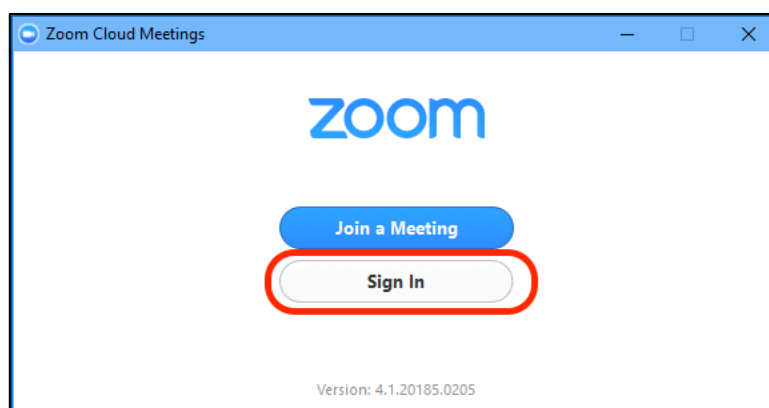 Zoom Cloud Meetings
zoom
Join a Meeting
Sign In
Version: 4.1.20185.0205